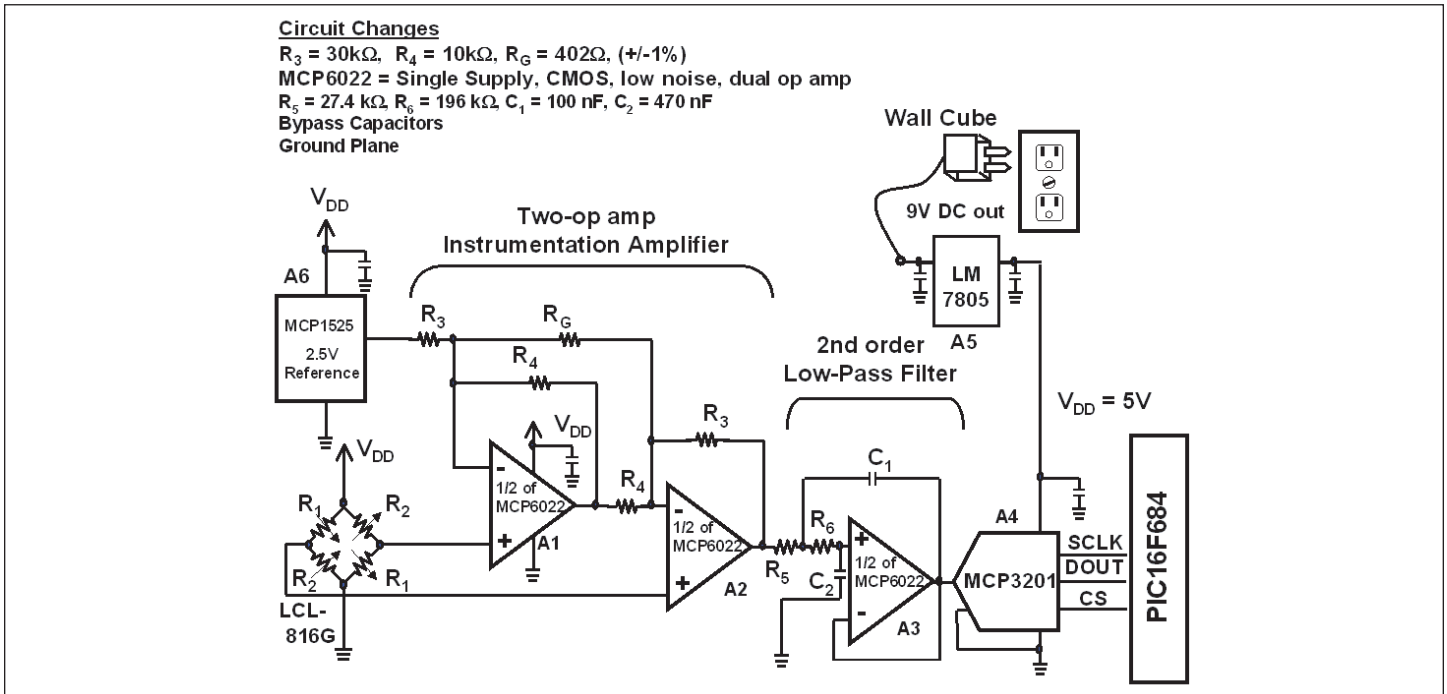 Circuit Changes
R3 = 30kΩ, R4 = 10kΩ, RG = 402Ω, (+/-1%)
MCP6022 = Single Supply, CMOS, low noise, dual op amp
R5 = 27.4 kΩ, R6 = 196 kΩ, C1 = 100 nF, C2 = 470 nF
Bypass Capacitors
Ground Plane
Wall Cube
9V DC out
LM
7805
A5
VDD
A6
MCP1525
2.5V
Reference
Two-op amp
Instrumentation Amplifier
R3
RG
R4
VDD
-
1/2 of
MCP6022
+
A1
R4
R3
-
1/2 of
MCP6022
+
A2
VDD
R1
R2
R2
R1
LCL-
816G
2nd order
Low-Pass Filter
C1
R5
R6
C2
+
1/2 of
MCP6022
-
A3
VDD = 5V
A4
MCP3201
SCLK
DOUT
CS
PIC16F684